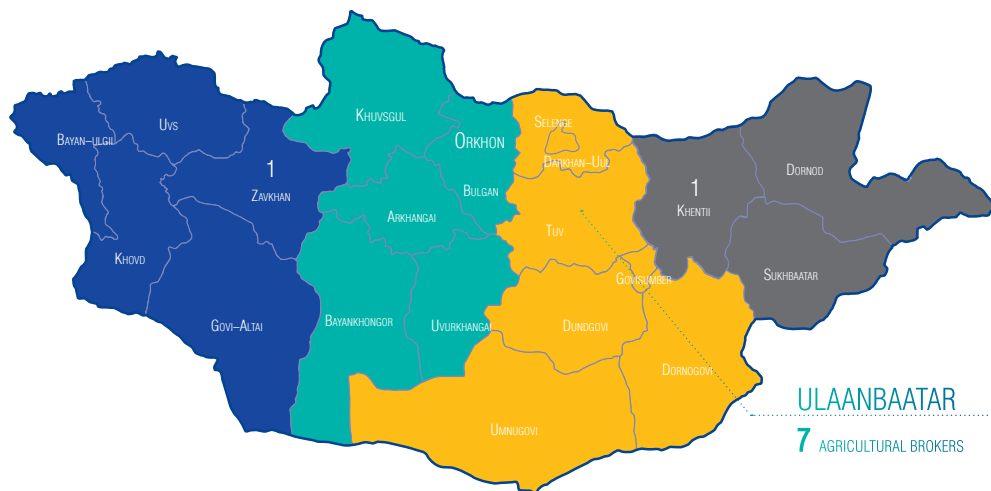 Khuvsgul
Selenge
Uvs
Bayan–ulgii
Orkhon
Darkhan–Uul
1
Zavkhan
Dornod
1
Khentii
Bulgan
Arkhangai
Tuv
Khovd
Sukhbaatar
Govisumber
Govi–Altai
Bayankhongor
Uvurkhangai
Dundgovi
Dornogovi
Umnugovi
ULAANBAATAR
7 AGRICULTURAL BROKERS